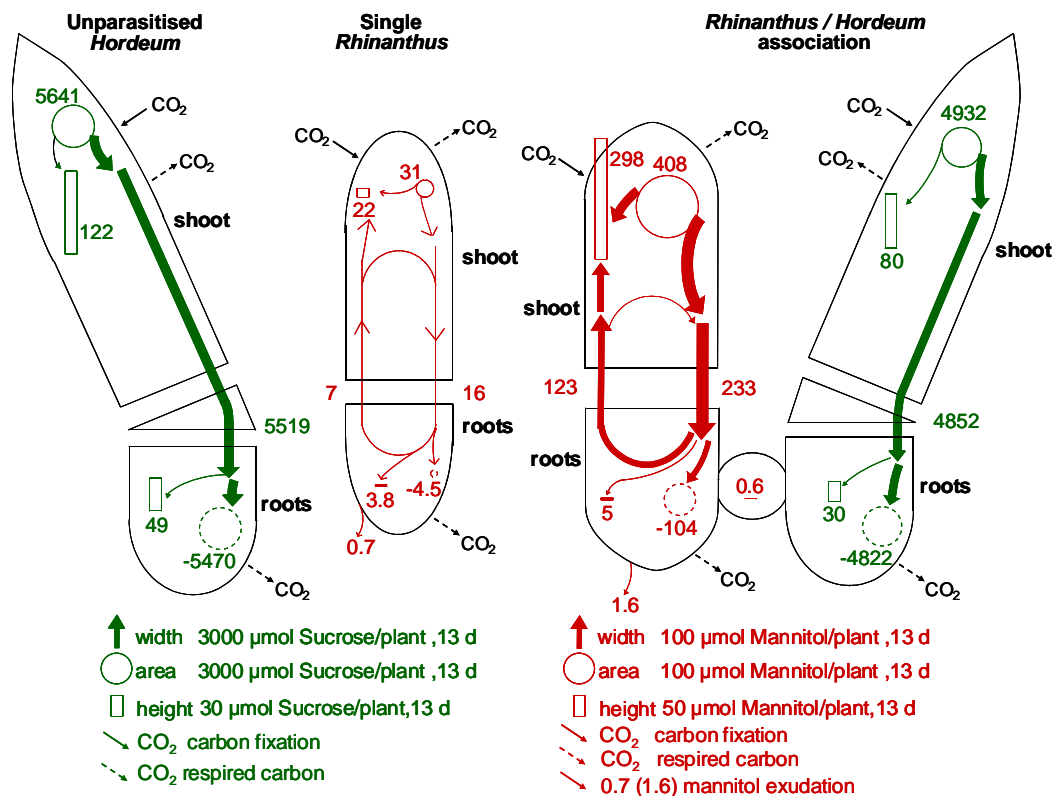 Unparasitised
Hordeum
Single
Rhinanthus
Rhinanthus / Hordeum
association
5641
CO2
CO2
122
shoot
5519
roots
49
-5470
CO2
CO2
CO2
31
22
shoot
7
16
roots
3.8
-4.5
0.7
CO2
CO2
CO2
298
408
shoot
123
233
roots
5
-104
0.6
CO2
1.6
CO2
CO2
4932
80
shoot
4852
roots
30
-4822
CO2
width 3000 µmol Sucrose/plant ,13 d
area 3000 µmol Sucrose/plant ,13 d
height 30 µmol Sucrose/plant,13 d
CO2 carbon fixation
CO2 respired carbon
width 100 µmol Mannitol/plant ,13 d
area 100 µmol Mannitol/plant ,13 d
height 50 µmol Mannitol/plant,13 d
CO2 carbon fixation
CO2 respired carbon
0.7 (1.6) mannitol exudation